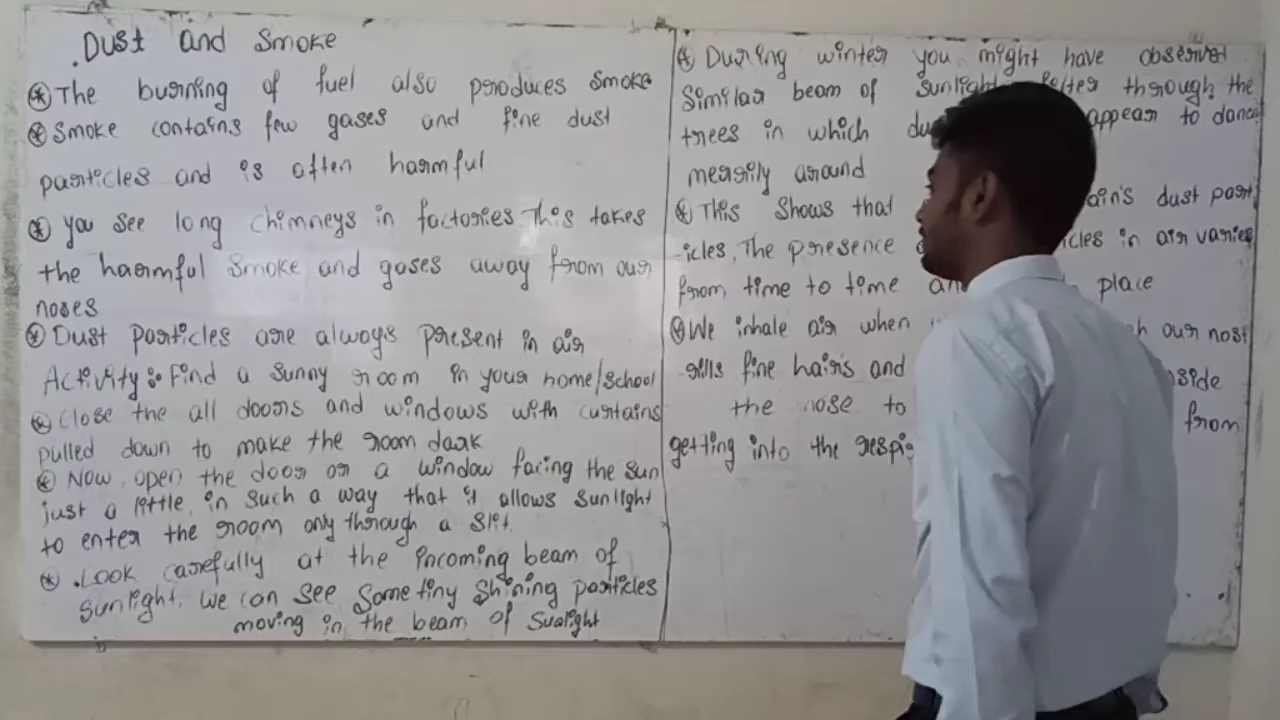 Dust and Smoke
The burning of fuel also produces smoke
Smoke contains few gases and fine dust
particles and is often harmful
you see long chimneys in factories. This takes
the harmful smoke and gases away from our
noses
Dust particles are always present in air
Activity: Find a sunny room in your home/school
close the all doors and windows with curtains
pulled down to make the room dark
Now, open the door or a window facing the sun
just a little, in such a way that it allows sunlight
to enter the room only through a slit.
Look carefully at the incoming beam of
sunlight. we can see some tiny shining particles
moving in the beam of
During winter you might have observed
Similar beam of sunlight through the
trees in which appear to dance
merrily around
This shows that dust part
icles, The presence in air varies
from time to time place
We inhale air when our nost
rills fine hairs and
the nose to from
getting into the